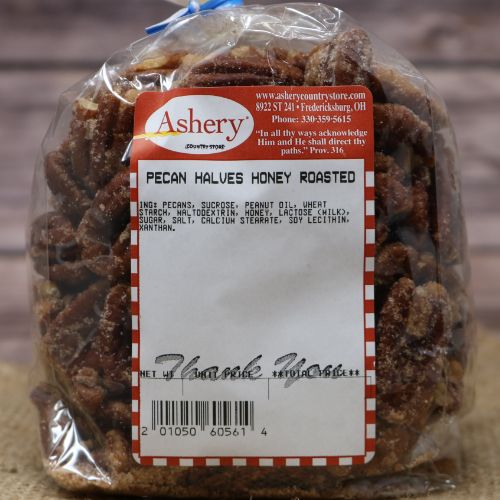 Ashery
COUNTRY STORE
www.asherycountrystore.com
8922 ST 241 • Fredericksburg, OH
Phone: 330-359-5615
"In all thy ways acknowledge
Him and He shall direct thy
paths." Prov. 316
PECAN HALVES HONEY ROASTED
ING: PECANS, SUCROSE, PEANUT OIL, WHEAT
STARCH, MALTODEXTRIN, HONEY, LACTOSE (MILK),
SUGAR, SALT, CALCIUM STEARATE, SOY LECITHIN,
XANTHAN.
Thank You
NET WT UNIT PRICE **TOTAL PRICE**
2 01050 60561 4